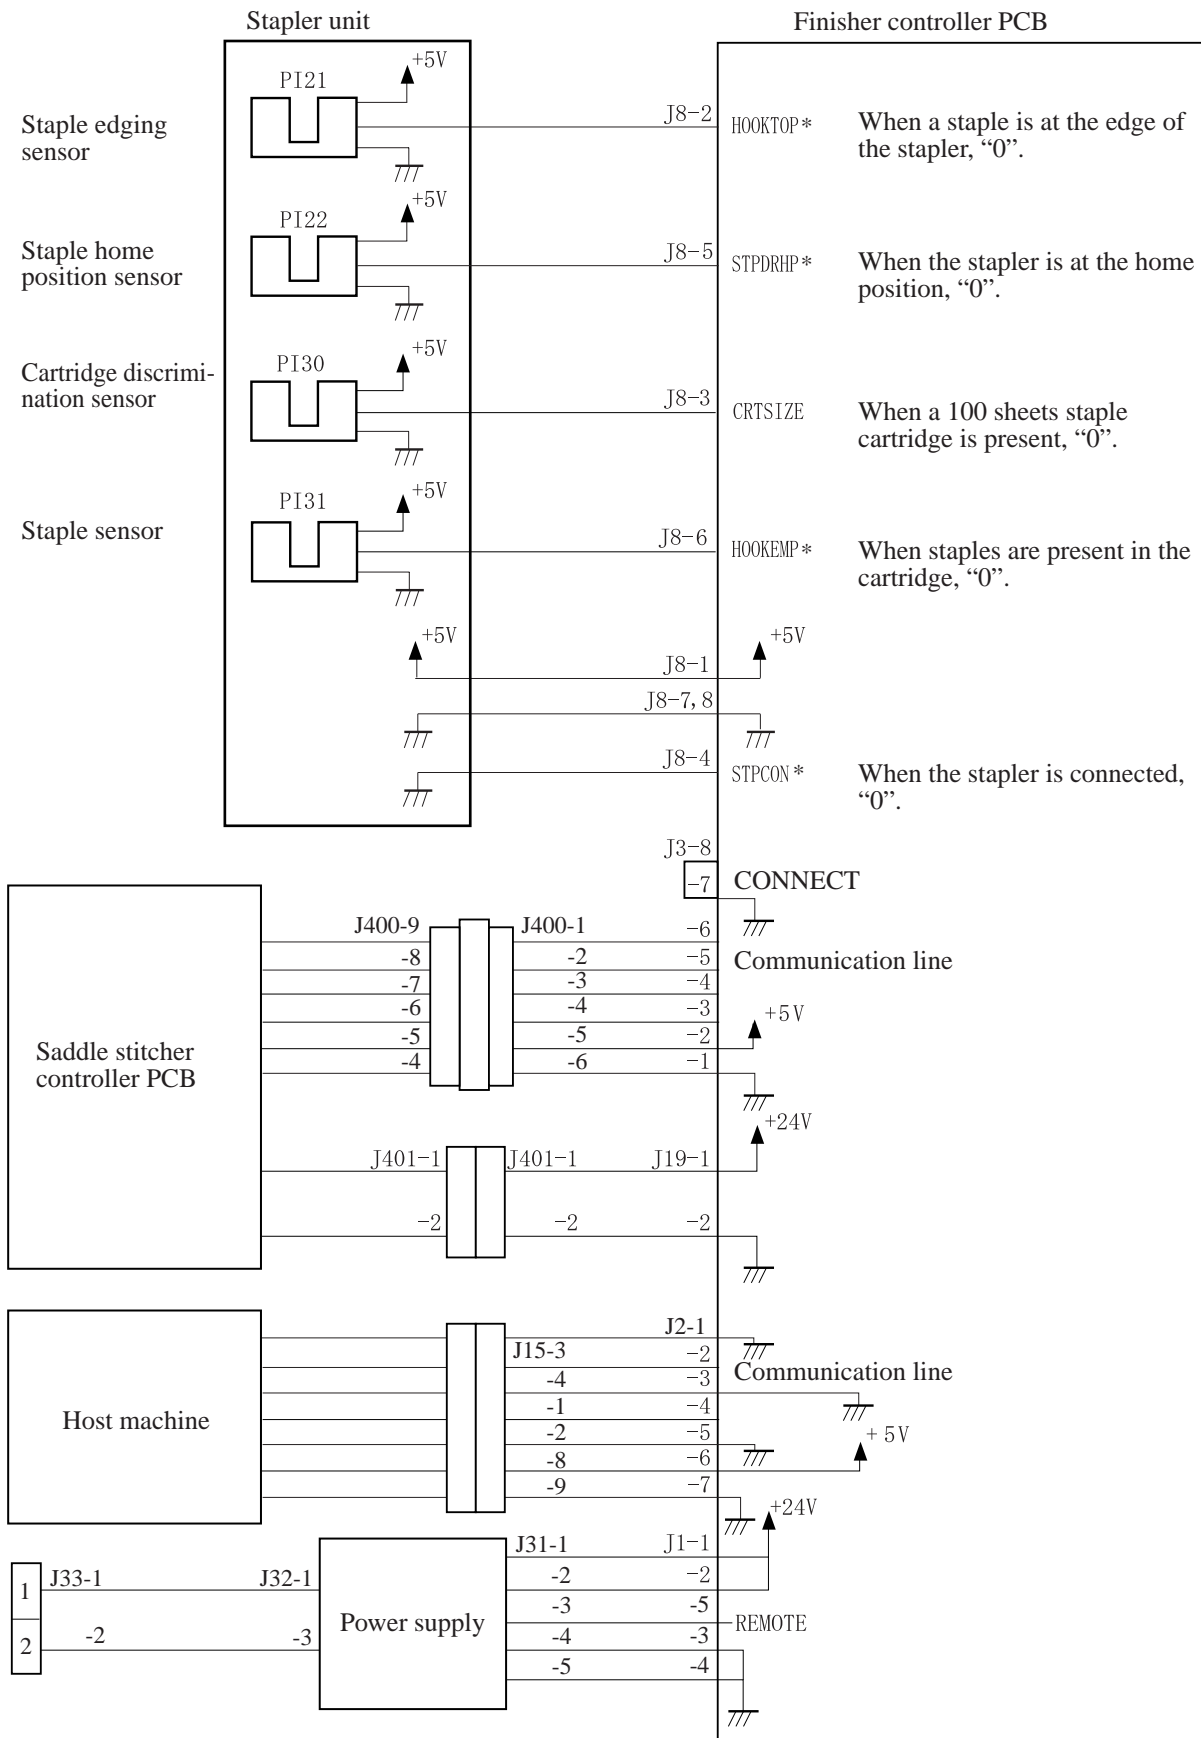 Stapler unit
Finisher controller PCB
+5V
PI21
J8-2
HOOKTOP*
Staple edging
sensor
When a staple is at the edge of
the stapler, “0”.
+5V
PI22
J8-5
STPDRHP*
Staple home
position sensor
When the stapler is at the home
position, “0”.
+5V
PI30
J8-3
CRTSIZE
Cartridge discrimi-
nation sensor
When a 100 sheets staple
cartridge is present, “0”.
+5V
PI31
J8-6
HOOKEMP*
Staple sensor
When staples are present in the
cartridge, “0”.
+5V
+5V
J8-1
J8-7, 8
J8-4
STPCON*
When the stapler is connected,
“0”.
J3-8
-7
CONNECT
J400-9
J400-1
-6
-8
-2
-5
Communication line
-7
-3
-4
-6
-4
-3
+5V
-5
-5
-2
-4
-6
-1
Saddle stitcher
controller PCB
+24V
J401-1
J401-1
J19-1
-2
-2
-2
J2-1
J15-3
-2
Communication line
-4
-3
-1
-4
Host machine
-2
-5
+5V
-8
-6
-9
-7
+24V
J31-1
J1-1
1
J33-1
J32-1
-2
-2
-3
-5
REMOTE
Power supply
2
-2
-3
-4
-3
-5
-4